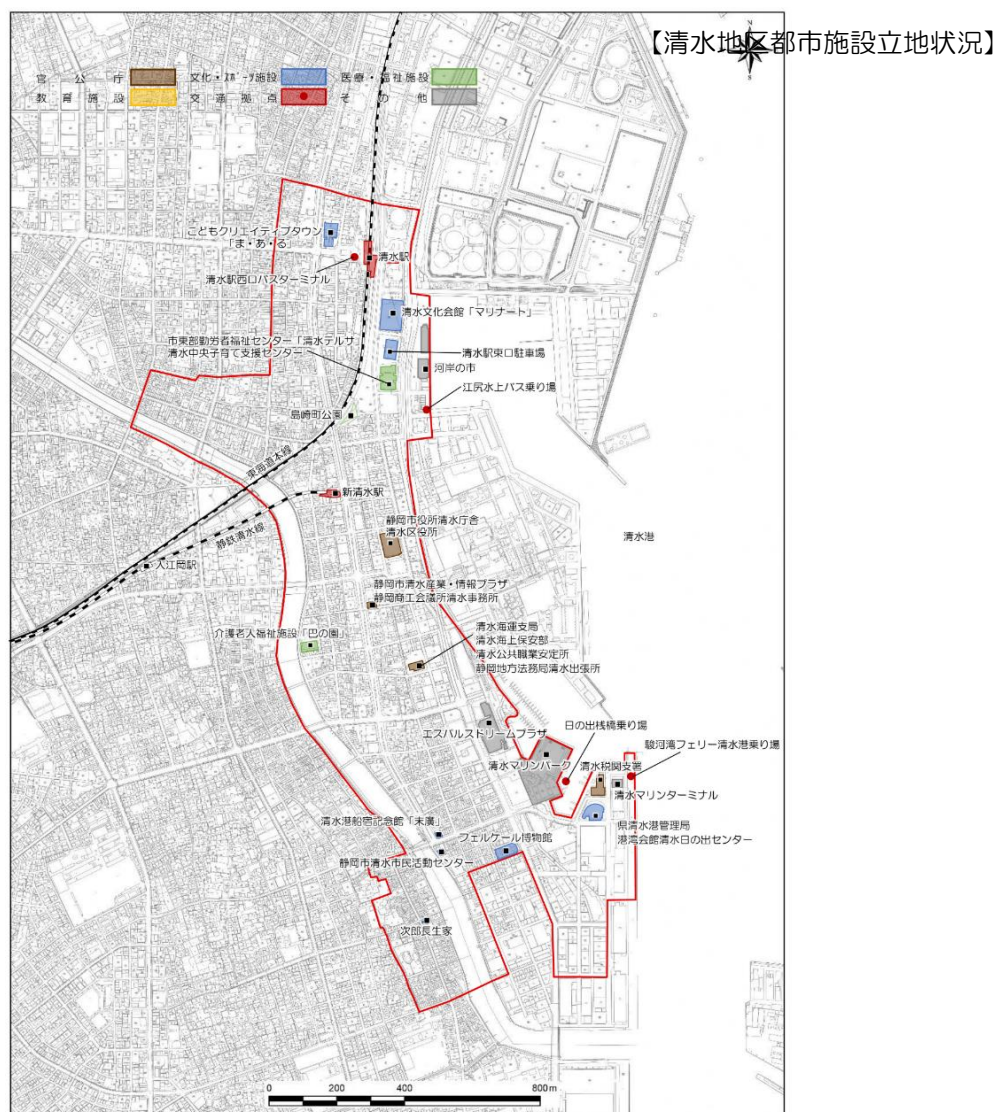 【清水地区都市施設立地状況】
官公庁 文化・スポーツ施設 医療・福祉施設
教育施設 交通拠点 その他
こどもクリエイティブタウン
「ま・あ・る」
清水駅
清水駅西口バスターミナル
清水文化会館「マリナート」
市東部勤労者福祉センター「清水テルサ」
清水中央子育て支援センター
清水駅東口駐車場
河岸の市
江尻水上バス乗り場
島崎町公園
東海道本線
新清水駅
静鉄清水線
静岡市役所清水庁舎
清水区役所
清水港
入江岡駅
静岡市清水産業・情報プラザ
静岡商工会議所清水事務所
介護老人福祉施設「巴の園」
清水海運支局
清水海上保安部
清水公共職業安定所
静岡地方法務局清水出張所
エスパルスドリームプラザ
日の出桟橋乗り場
駿河湾フェリー清水港乗り場
清水マリンパーク
清水税関支署
清水マリンターミナル
清水港船宿記念館「末廣」
フェルケール博物館
県清水港管理局
港湾会館清水日の出センター
静岡市清水市民活動センター
次郎長生家
0 200 400 800m